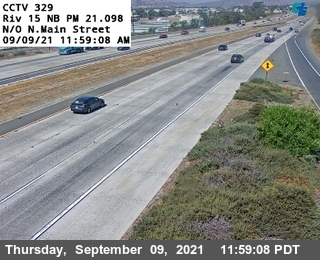 CCTV 329
Riv 15 NB PM 21.098
N/O N.Main Street
09/09/21 11:59:08 AM
Thursday, September 09, 2021 11:59:08 PDT